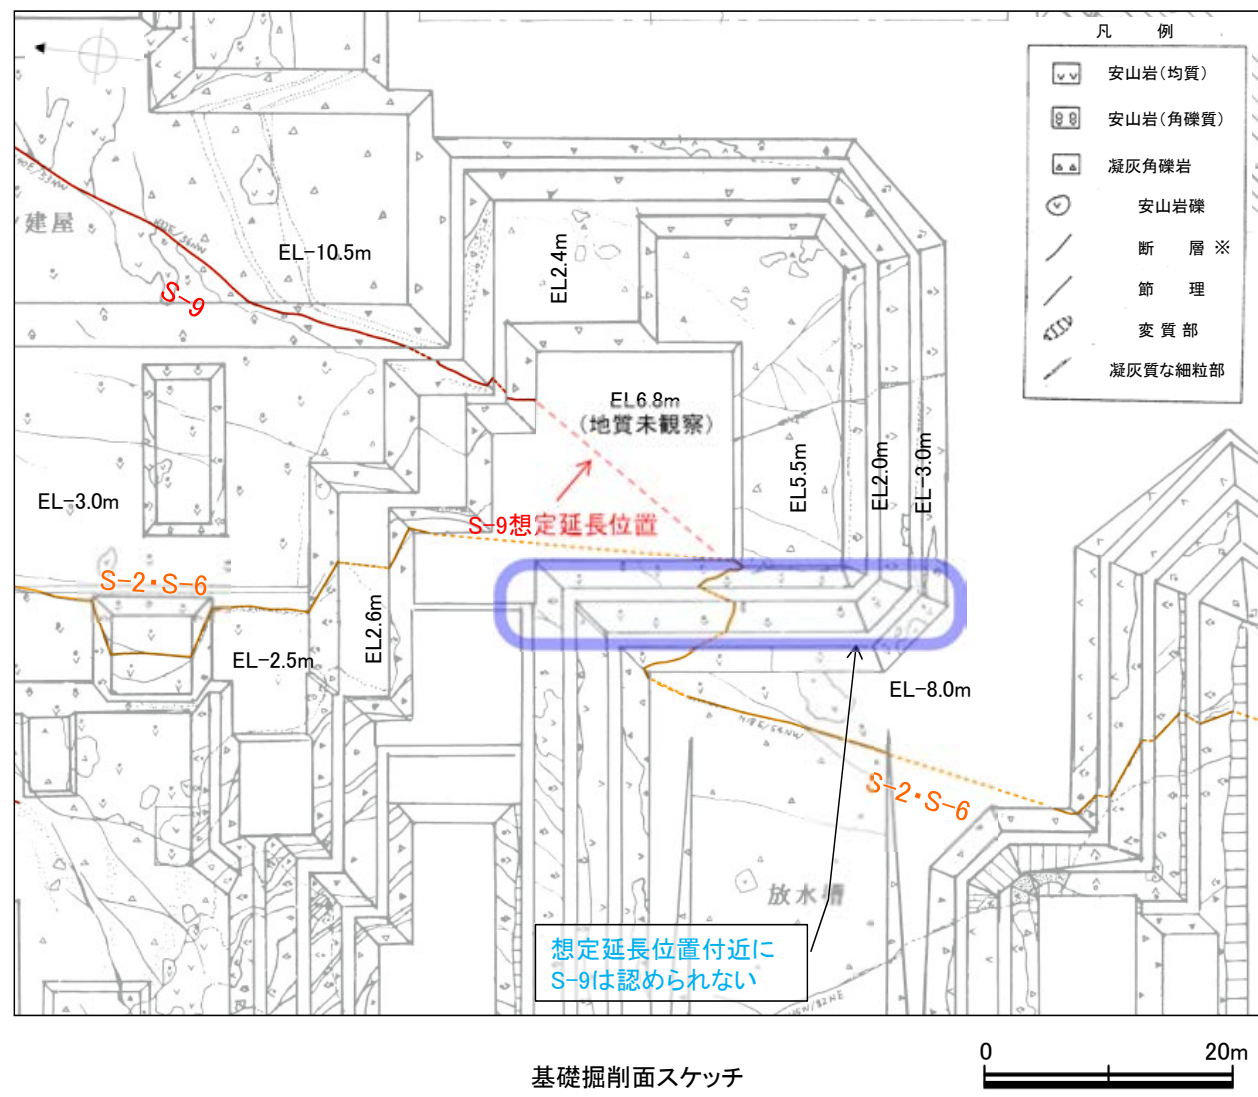 凡 例
安山岩(均質)
安山岩(角礫質)
凝灰角礫岩
安山岩礫
断 層 ※
節 理
変 質 部
凝灰質な細粒部
建屋
EL-10.5m
S-9
EL2.4m
EL6.8m
(地質未観察)
EL5.5m
EL2.0m
EL-3.0m
EL-3.0m
S-9想定延長位置
S-2・S-6
EL2.6m
EL-2.5m
EL-8.0m
N18E/54NW
S-2・S-6
放水槽
想定延長位置付近に
S-9は認められない
基礎掘削面スケッチ
0 20m